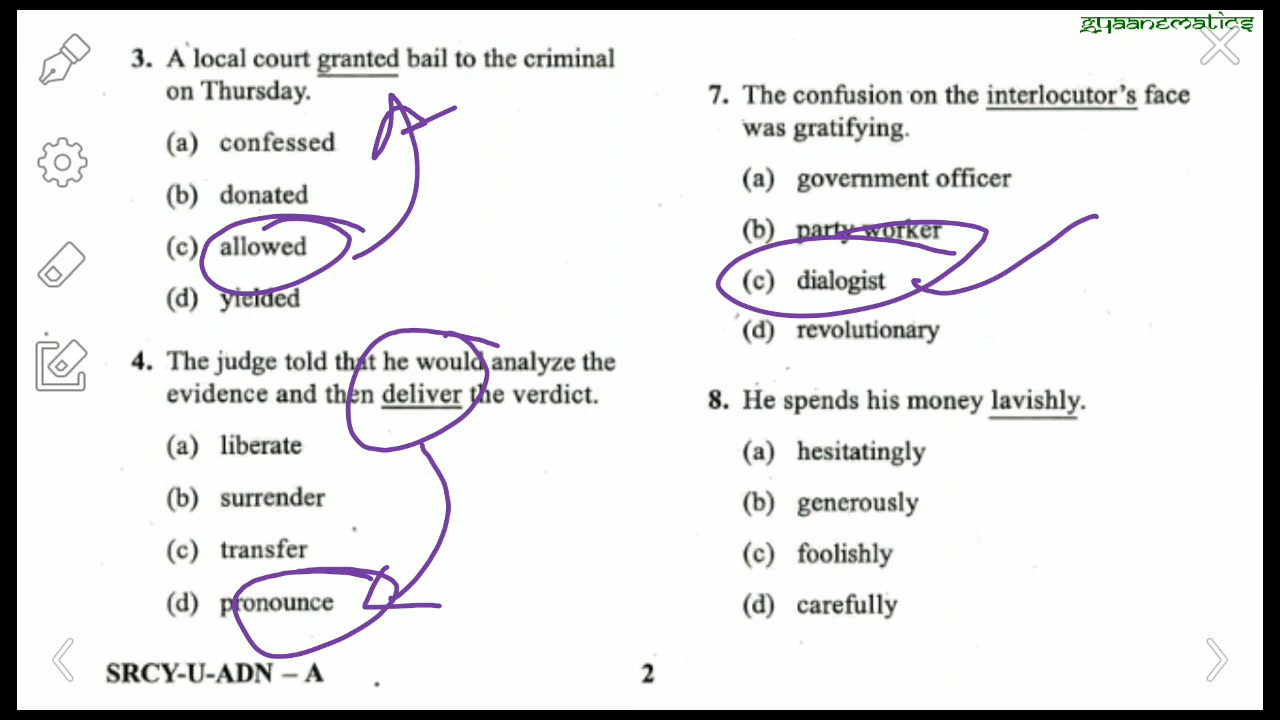 gyaanematics
3. A local court granted bail to the criminal
on Thursday.
(a) confessed
(b) donated
(c) allowed
(d) yielded
4. The judge told that he would analyze the
evidence and then deliver the verdict.
(a) liberate
(b) surrender
(c) transfer
(d) pronounce
SRCY-U-ADN – A
2
7. The confusion on the interlocutor's face
was gratifying.
(a) government officer
(b) party worker
(c) dialogist
(d) revolutionary
8. He spends his money lavishly.
(a) hesitatingly
(b) generously
(c) foolishly
(d) carefully